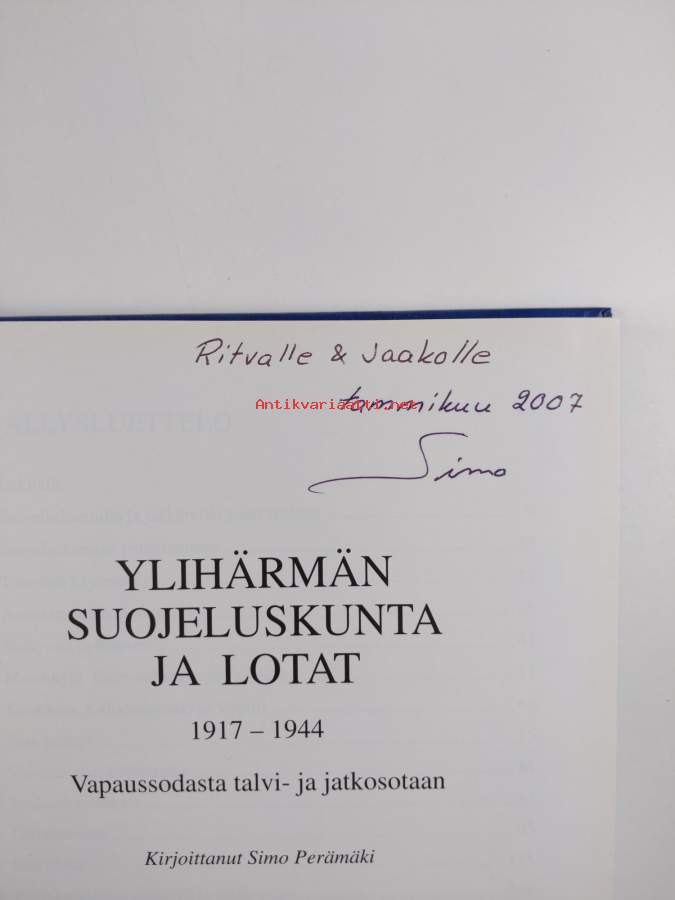 Ritvalle & Jaakolle
Antikvariaatti.net
tammikuu 2007
Simo
YLIHÄRMÄN
SUOJELUSKUNTA
JA LOTAT
1917 – 1944
Vapaussodasta talvi- ja jatkosotaan
Kirjoittanut Simo Perämäki